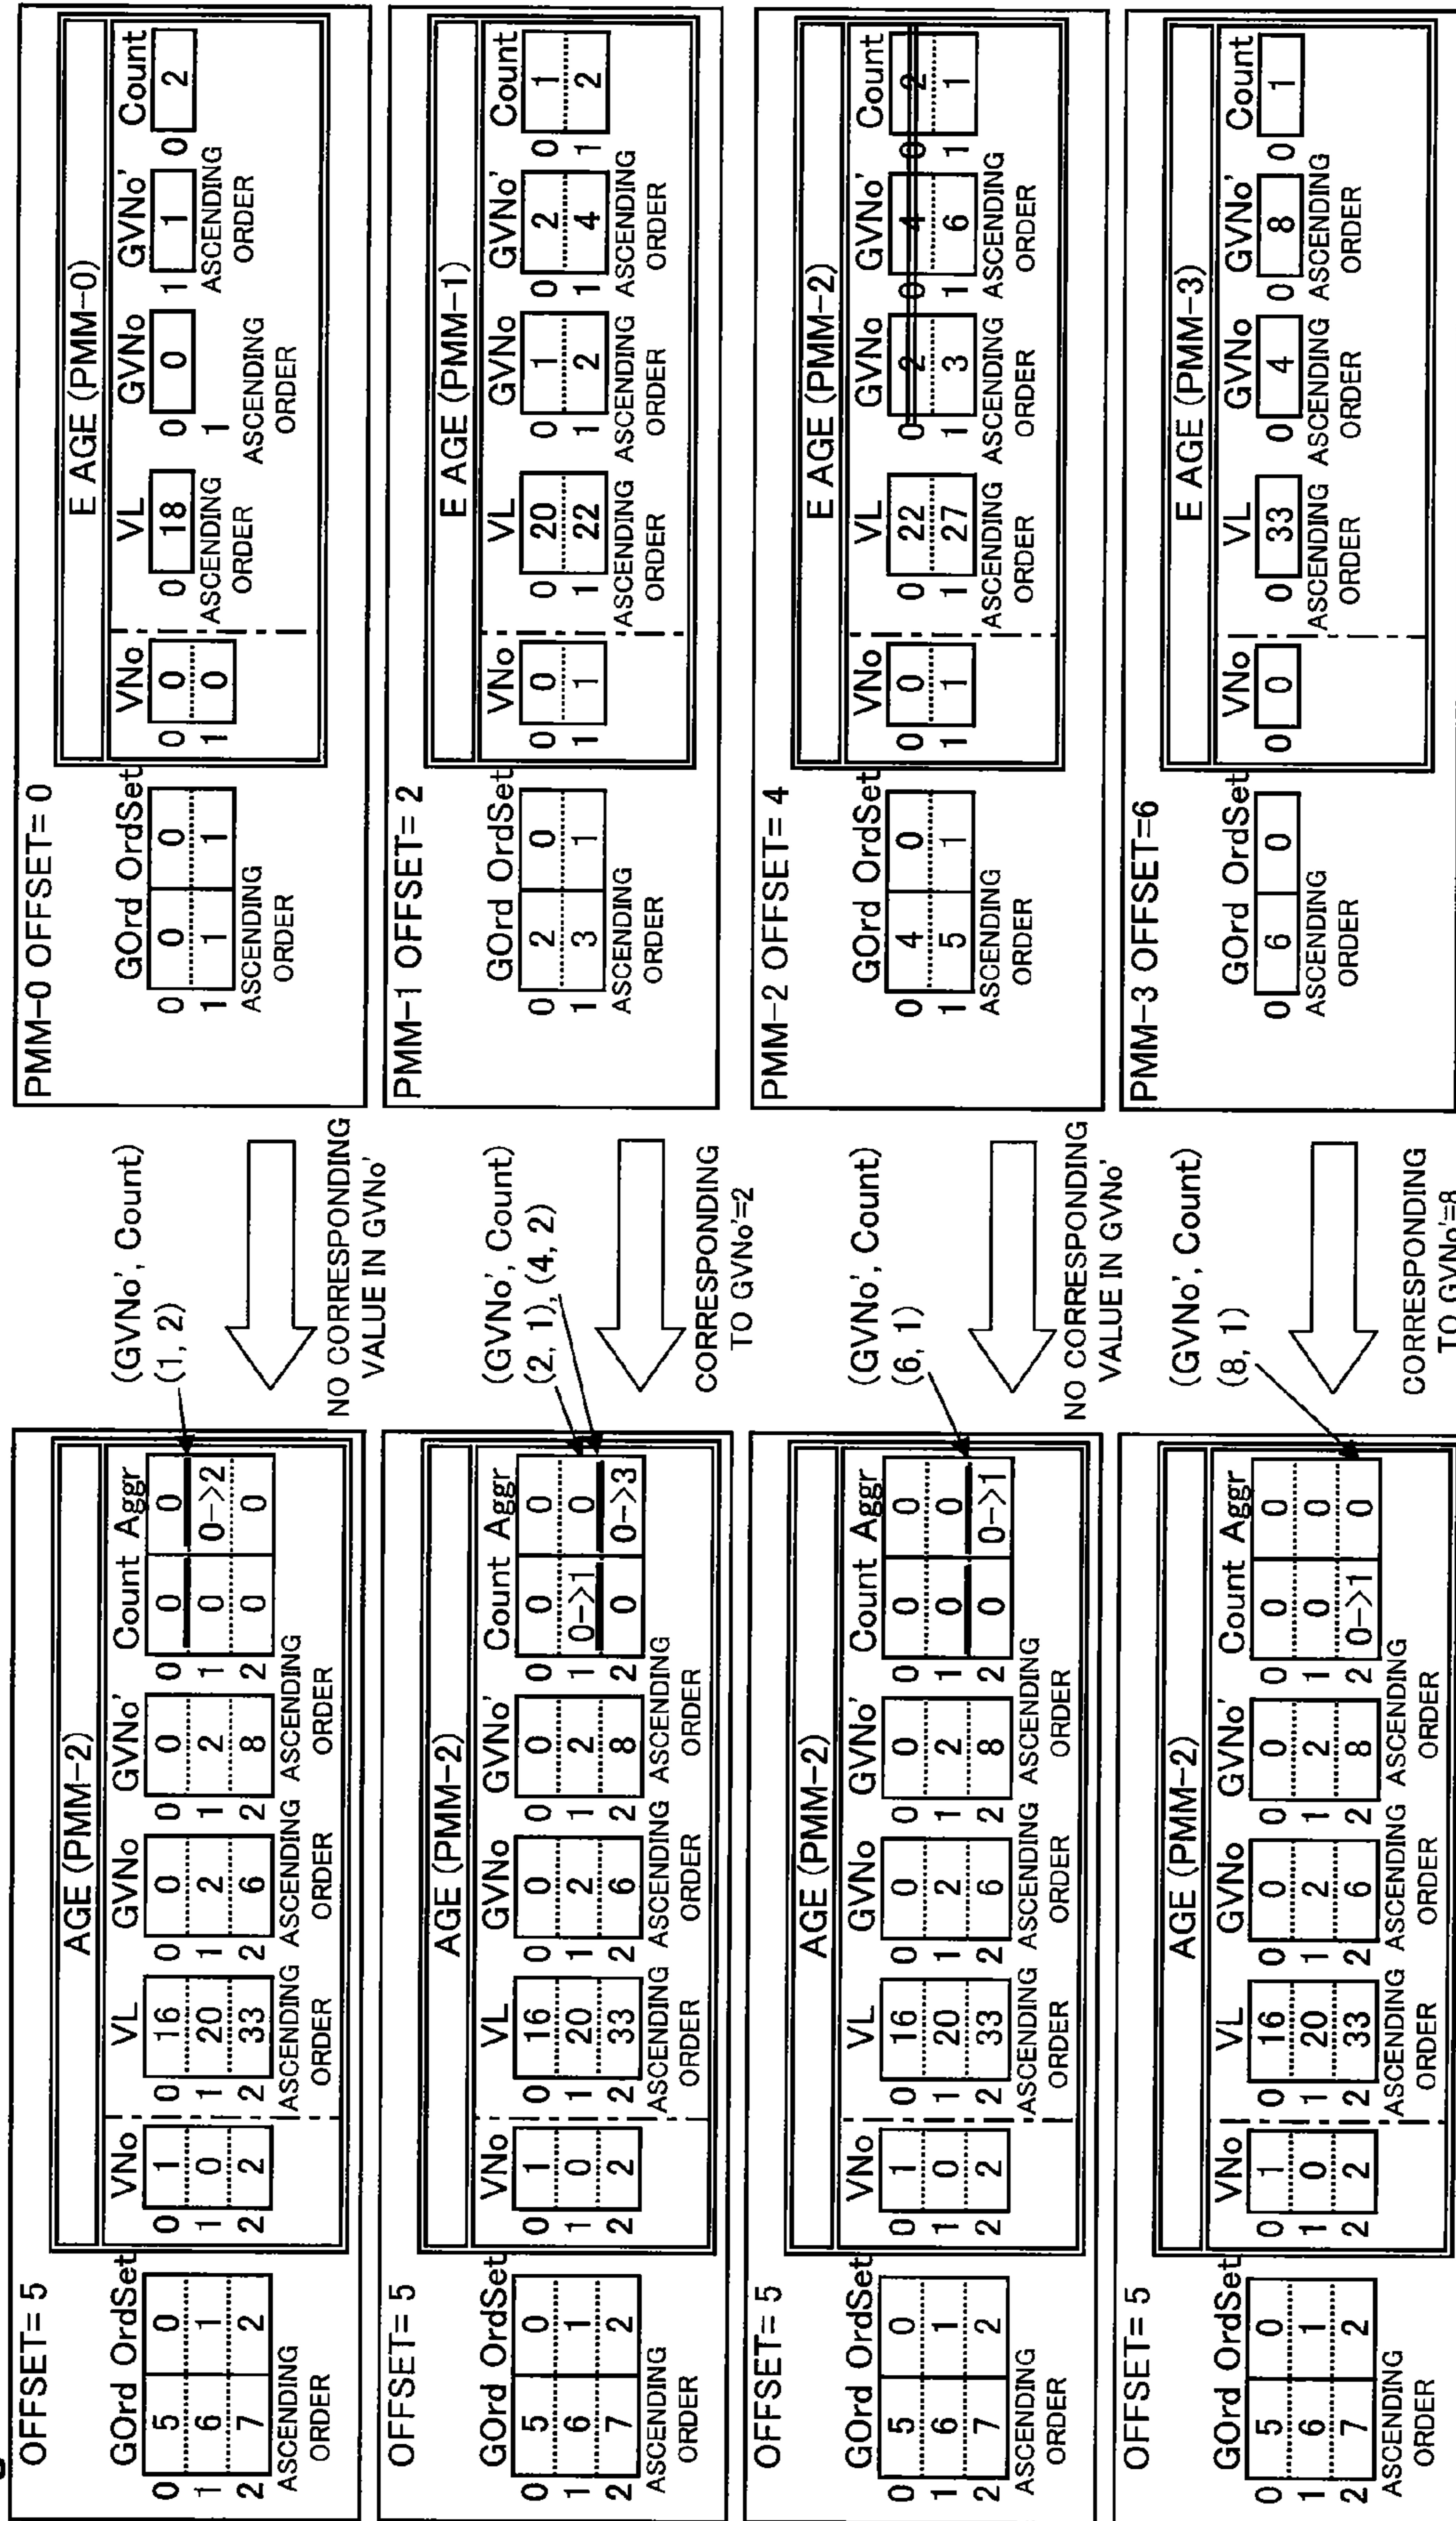 OFFSET= 5
AGE (PMM-2)
GOrd OrdSet VNo VL GVNo GVNo' Count Aggr
0 5 0 0 1 0 16 0 0 0 0 0 0 0
1 6 1 1 0 1 20 1 2 1 2 1 0 0->2
2 7 2 2 2 2 33 2 6 2 8 2 0 0
ASCENDING ASCENDING ASCENDING ASCENDING
ORDER ORDER ORDER ORDER
(GVNo', Count)
(1, 2)
NO CORRESPONDING
VALUE IN GVNo'
PMM-0 OFFSET= 0
E AGE (PMM-0)
GOrd OrdSet VNo VL GVNo GVNo' Count
0 0 0 0 0 0 18 0 0 1 1 0 2
1 1 1 1 0 1
ASCENDING ASCENDING ASCENDING ASCENDING
ORDER ORDER ORDER ORDER
OFFSET= 5
AGE (PMM-2)
GOrd OrdSet VNo VL GVNo GVNo' Count Aggr
0 5 0 0 1 0 16 0 0 0 0 0 0 0
1 6 1 1 0 1 20 1 2 1 2 1 0->1 0
2 7 2 2 2 2 33 2 6 2 8 2 0 0->3
ASCENDING ASCENDING ASCENDING ASCENDING
ORDER ORDER ORDER ORDER
(GVNo', Count)
(2, 1), (4, 2)
CORRESPONDING
TO GVNo'=2
PMM-1 OFFSET= 2
E AGE (PMM-1)
GOrd OrdSet VNo VL GVNo GVNo' Count
0 2 0 0 0 0 20 0 1 0 2 0 1
1 3 1 1 1 1 22 1 2 1 4 1 2
ASCENDING ASCENDING ASCENDING ASCENDING
ORDER ORDER ORDER ORDER
OFFSET= 5
AGE (PMM-2)
GOrd OrdSet VNo VL GVNo GVNo' Count Aggr
0 5 0 0 1 0 16 0 0 0 0 0 0 0
1 6 1 1 0 1 20 1 2 1 2 1 0 0
2 7 2 2 2 2 33 2 6 2 8 2 0 0->1
ASCENDING ASCENDING ASCENDING ASCENDING
ORDER ORDER ORDER ORDER
(GVNo', Count)
(6, 1)
NO CORRESPONDING
VALUE IN GVNo'
PMM-2 OFFSET= 4
E AGE (PMM-2)
GOrd OrdSet VNo VL GVNo GVNo' Count
0 4 0 0 0 0 22 0 2 0 4 0 2
1 5 1 1 1 1 27 1 3 1 6 1 1
ASCENDING ASCENDING ASCENDING ASCENDING
ORDER ORDER ORDER ORDER
OFFSET= 5
AGE (PMM-2)
GOrd OrdSet VNo VL GVNo GVNo' Count Aggr
0 5 0 0 1 0 16 0 0 0 0 0 0 0
1 6 1 1 0 1 20 1 2 1 2 1 0 0
2 7 2 2 2 2 33 2 6 2 8 2 0->1 0
ASCENDING ASCENDING ASCENDING ASCENDING
ORDER ORDER ORDER ORDER
(GVNo', Count)
(8, 1)
CORRESPONDING
TO GVNo'=8
PMM-3 OFFSET=6
E AGE (PMM-3)
GOrd OrdSet VNo VL GVNo GVNo' Count
0 6 0 0 0 0 33 0 4 0 8 0 1
ASCENDING ASCENDING ASCENDING ASCENDING
ORDER ORDER ORDER ORDER